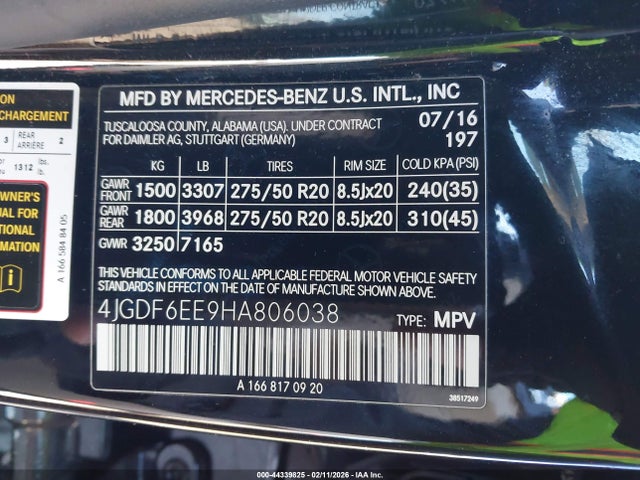 MFD BY MERCEDES-BENZ U.S. INTL., INC
TUSCALOOSA COUNTY, ALABAMA (USA). UNDER CONTRACT
FOR DAIMLER AG, STUTTGART (GERMANY)
07/16
197
KG LB TIRES RIM SIZE COLD KPA (PSI)
GAWR FRONT 1500 3307 275/50 R20 8.5Jx20 240(35)
GAWR REAR 1800 3968 275/50 R20 8.5Jx20 310(45)
GVWR 3250 7165
THIS VEHICLE CONFORMS TO ALL APPLICABLE FEDERAL MOTOR VEHICLE SAFETY
STANDARDS IN EFFECT ON THE DATE OF MANUFACTURE SHOWN ABOVE.
4JGDF6EE9HA806038 TYPE: MPV
A 166 817 09 20
38517249
CHARGEMENT
3 REAR ARRIÈRE 2
1312 lbs. lb.
OWNER'S
MANUAL FOR
INFORMATION
A 166 584 84 05
000-44339825 - 02/11/2026 - IAA Inc.